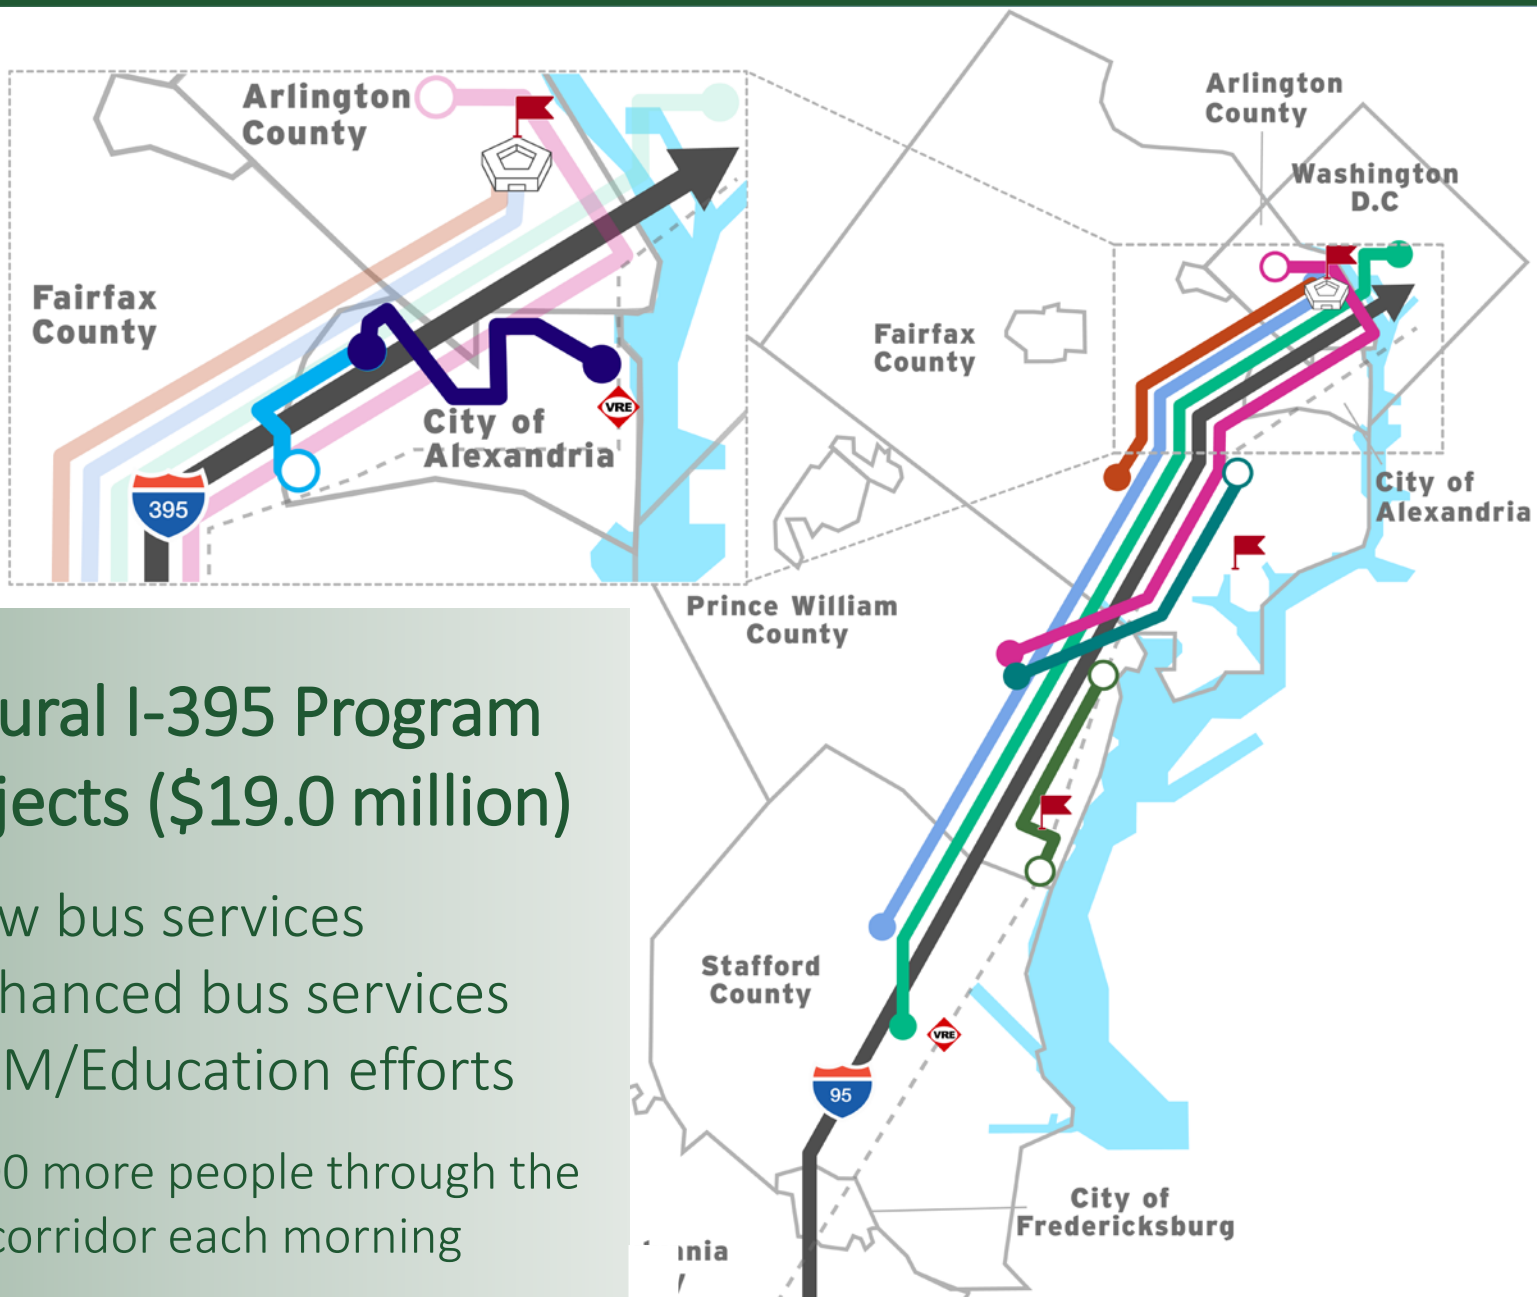 Arlington
County
Fairfax
County
City of
Alexandria
VRE
395
Arlington
County
Washington
D.C
Fairfax
County
City of
Alexandria
Prince William
County
Stafford
County
VRE
95
City of
Fredericksburg
ural I-395 Program
jects ($19.0 million)
w bus services
hanced bus services
M/Education efforts
0 more people through the
corridor each morning
nia